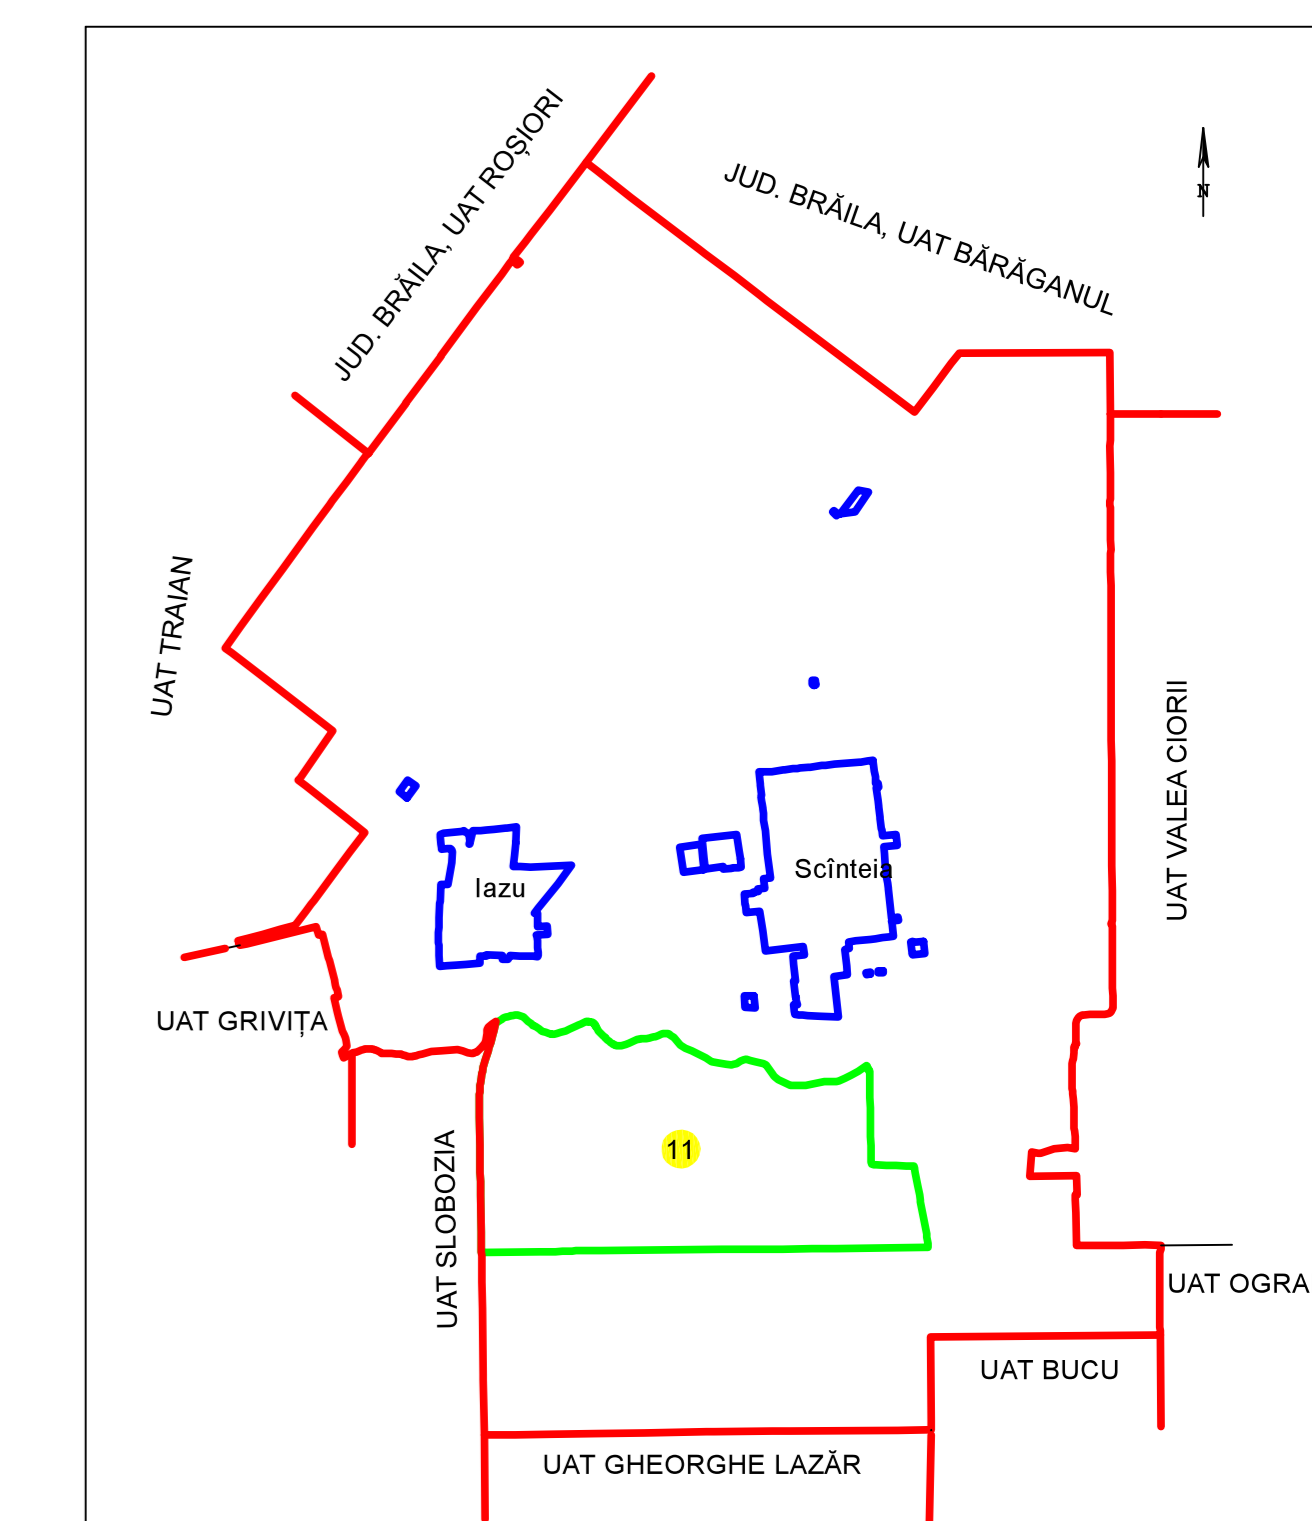 JUD. BRĂILA, UAT ROȘIORI
JUD. BRĂILA, UAT BĂRĂGANUL
N
UAT TRAIAN
UAT VALEA CIORII
Scînteia
Iazu
UAT GRIVIȚA
11
UAT SLOBOZIA
UAT OGRA
UAT BUCU
UAT GHEORGHE LAZĂR